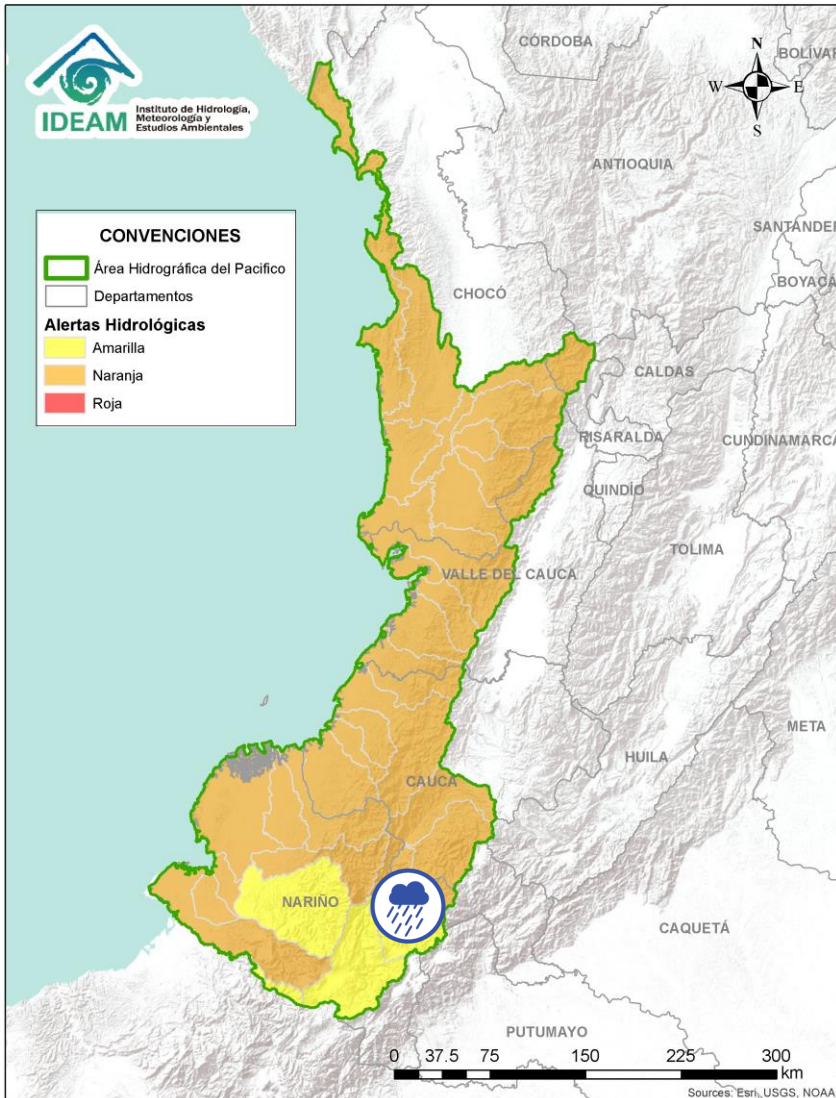 IDEAM
Instituto de Hidrología,
Meteorología y
Estudios Ambientales
CÓRDOBA
BOLÍVAR
N
W
E
S
ANTIOQUIA
SANTANDER
BOYACÁ
CONVENCIONES
Área Hidrográfica del Pacifico
Departamentos
Alertas Hidrológicas
Amarilla
Naranja
Roja
CHOCÓ
CALDAS
RISARALDA
CUNDINAMARCA
QUINDÍO
TOLIMA
VALLE DEL CAUCA
META
HUILA
CAUCA
NARIÑO
CAQUETÁ
PUTUMAYO
0 37.5 75 150 225 300
km
Sources: Esri, USGS, NOAA